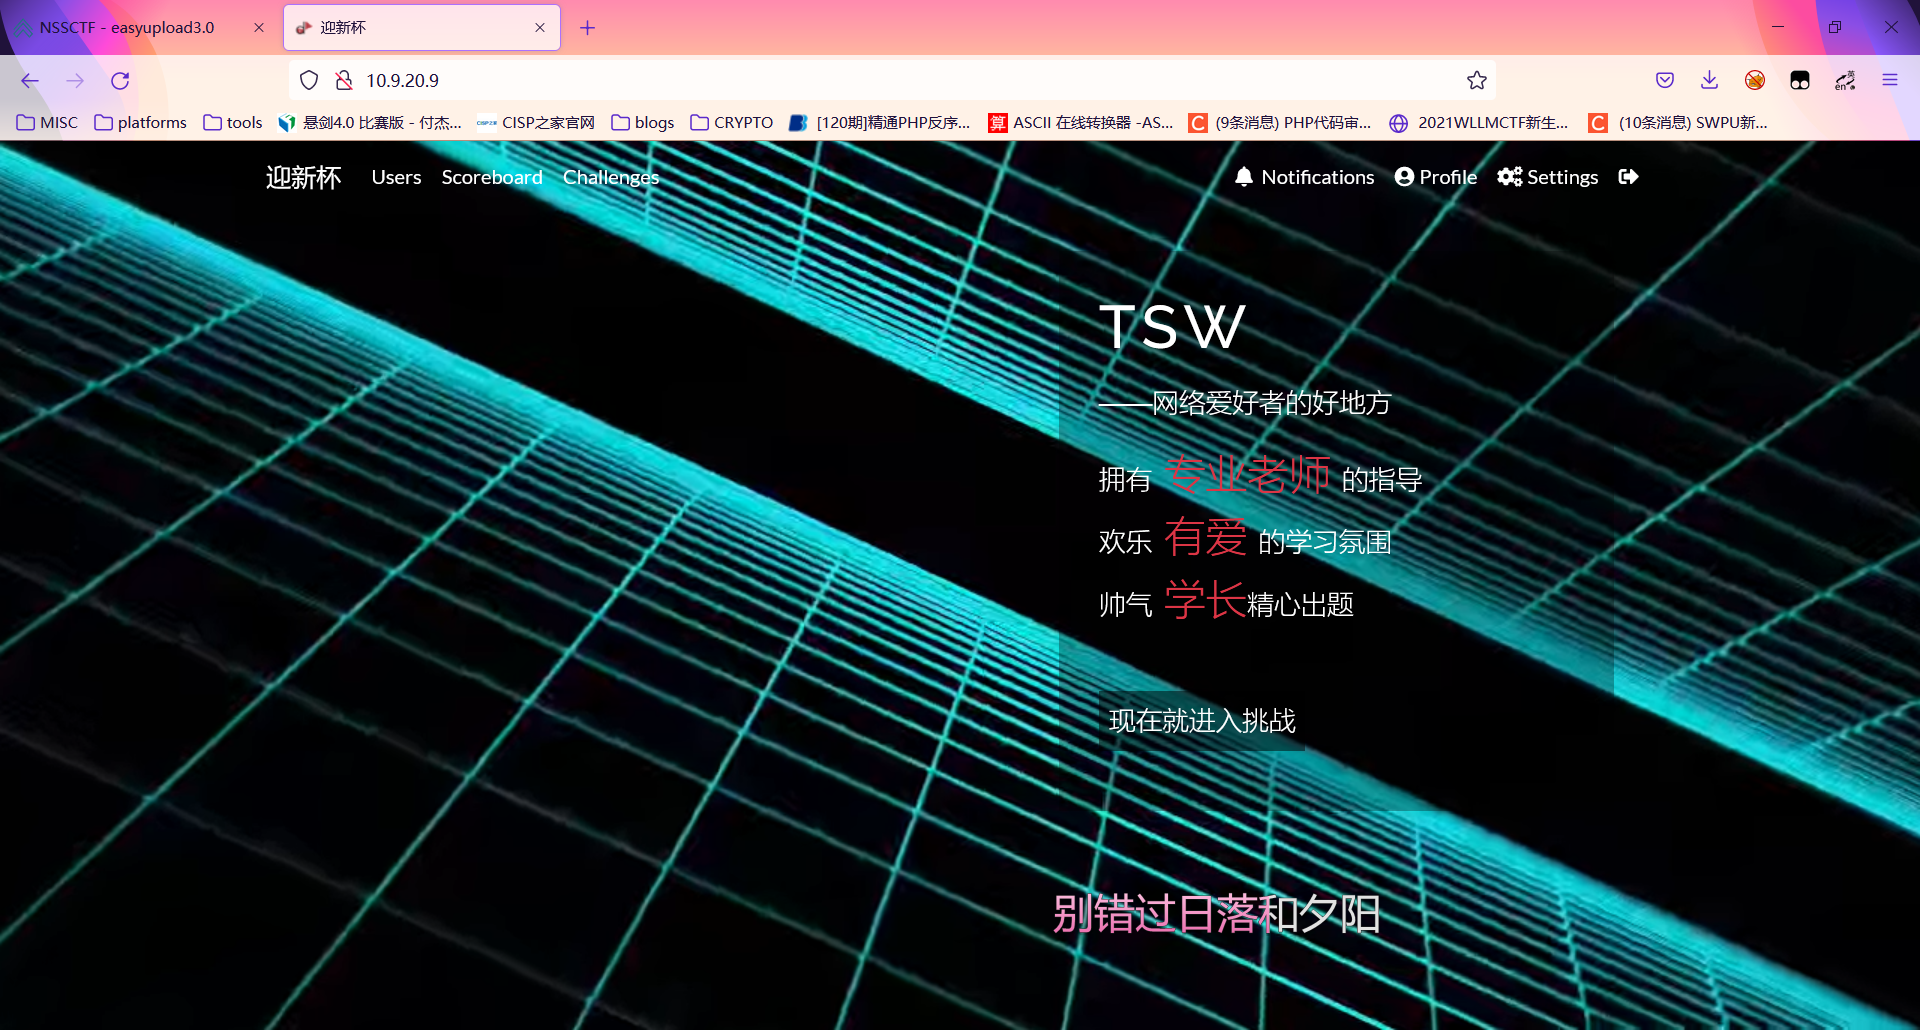 NSSCTF - easyupload3.0
迎新杯
10.9.20.9
MISC
platforms
tools
悬剑4.0 比赛版 - 付杰...
CISP之家官网
blogs
CRYPTO
[120期]精通PHP反序...
算 ASCII 在线转换器 -AS...
C (9条消息) PHP代码审...
2021WLLMCTF新生...
C (10条消息) SWPU新...
迎新杯 Users Scoreboard Challenges
Notifications Profile Settings
TSW
——网络爱好者的好地方
拥有 专业老师 的指导
欢乐 有爱 的学习氛围
帅气 学长精心出题
现在就进入挑战
别错过日落和夕阳